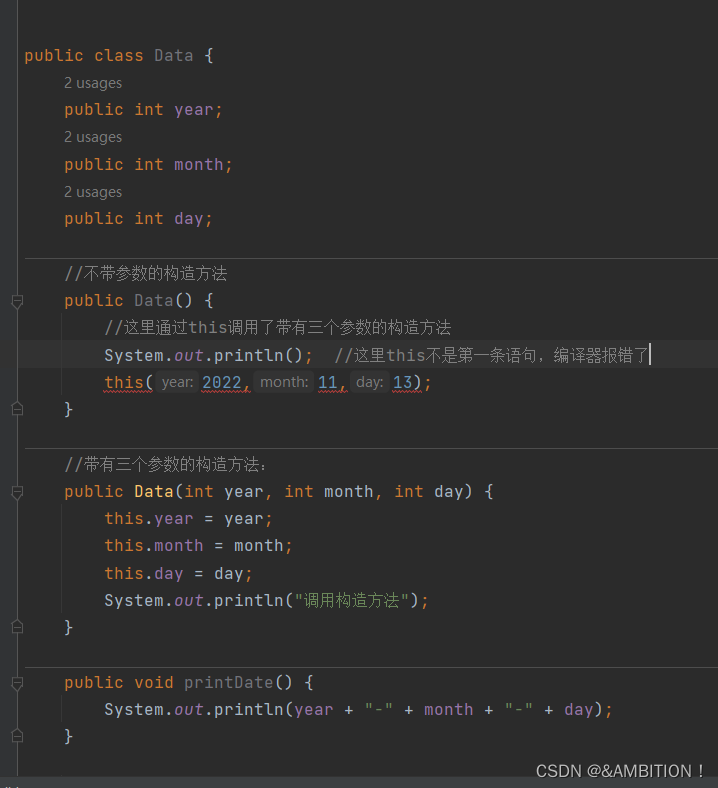 public class Data {
2 usages
public int year;
2 usages
public int month;
2 usages
public int day;
//不带参数的构造方法
public Data() {
//这里通过this调用了带有三个参数的构造方法
System.out.println(); //这里this不是第一条语句，编译器报错了
this( year: 2022, month: 11, day: 13);
}
//带有三个参数的构造方法：
public Data(int year, int month, int day) {
this.year = year;
this.month = month;
this.day = day;
System.out.println("调用构造方法");
}
public void printDate() {
System.out.println(year + "-" + month + "-" + day);
}
CSDN @&AMBITION！